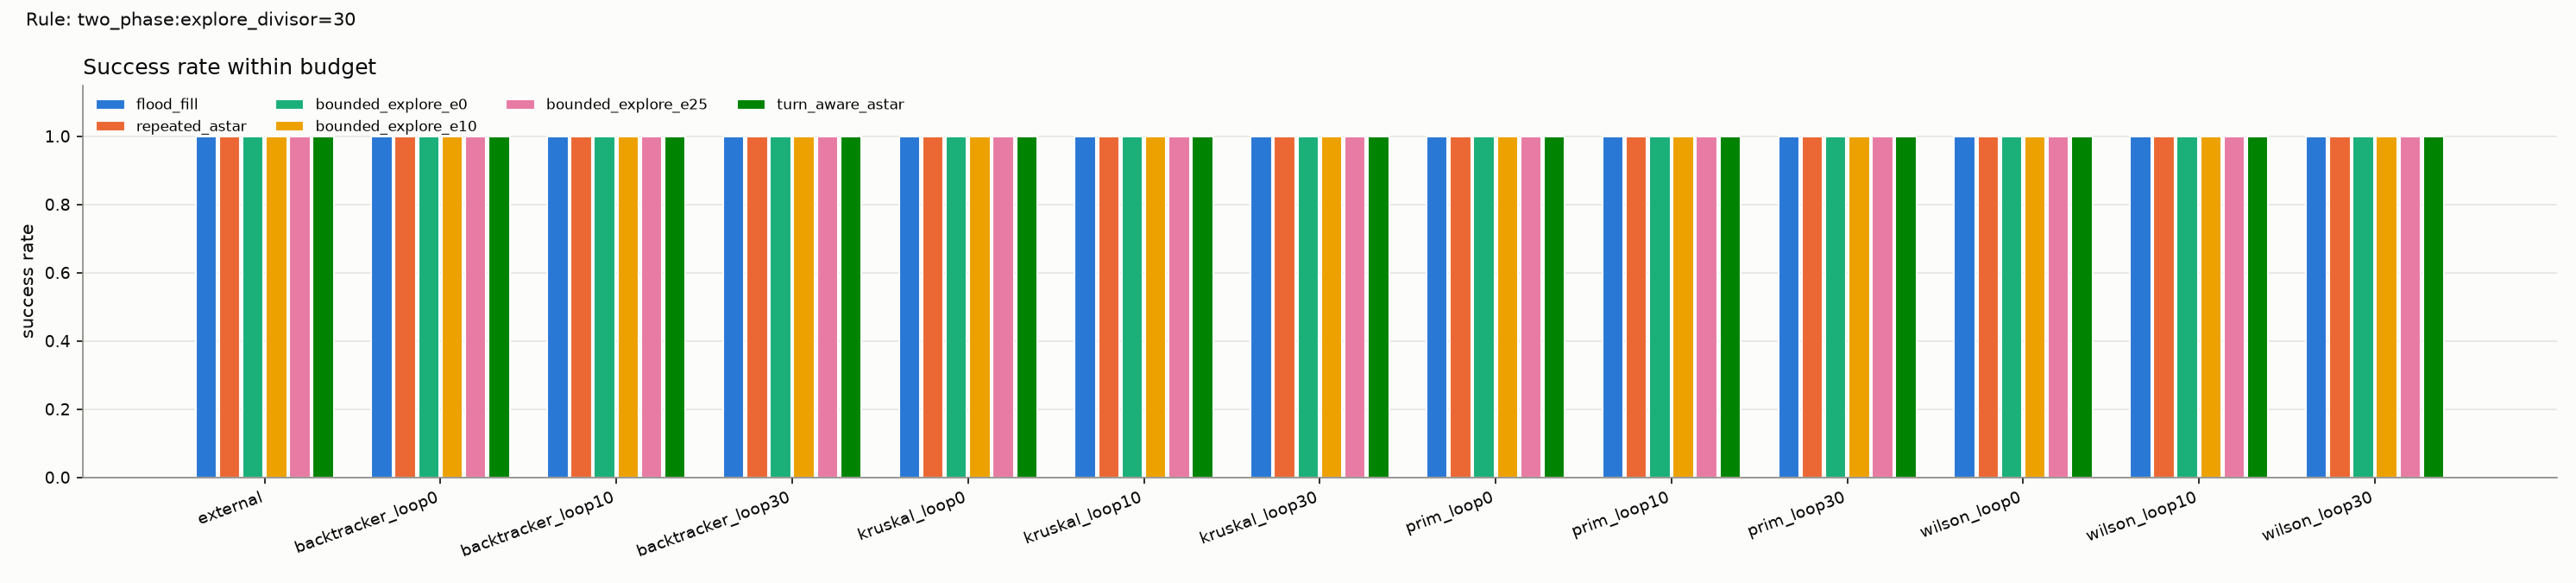 Rule: two_phase:explore_divisor=30
Success rate within budget
flood_fill bounded_explore_e0 bounded_explore_e25 turn_aware_astar
repeated_astar bounded_explore_e10
1.0
0.8
0.6
0.4
0.2
0.0
success rate
external backtracker_loop0 backtracker_loop10 backtracker_loop30 kruskal_loop0 kruskal_loop10 kruskal_loop30 prim_loop0 prim_loop10 prim_loop30 wilson_loop0 wilson_loop10 wilson_loop30